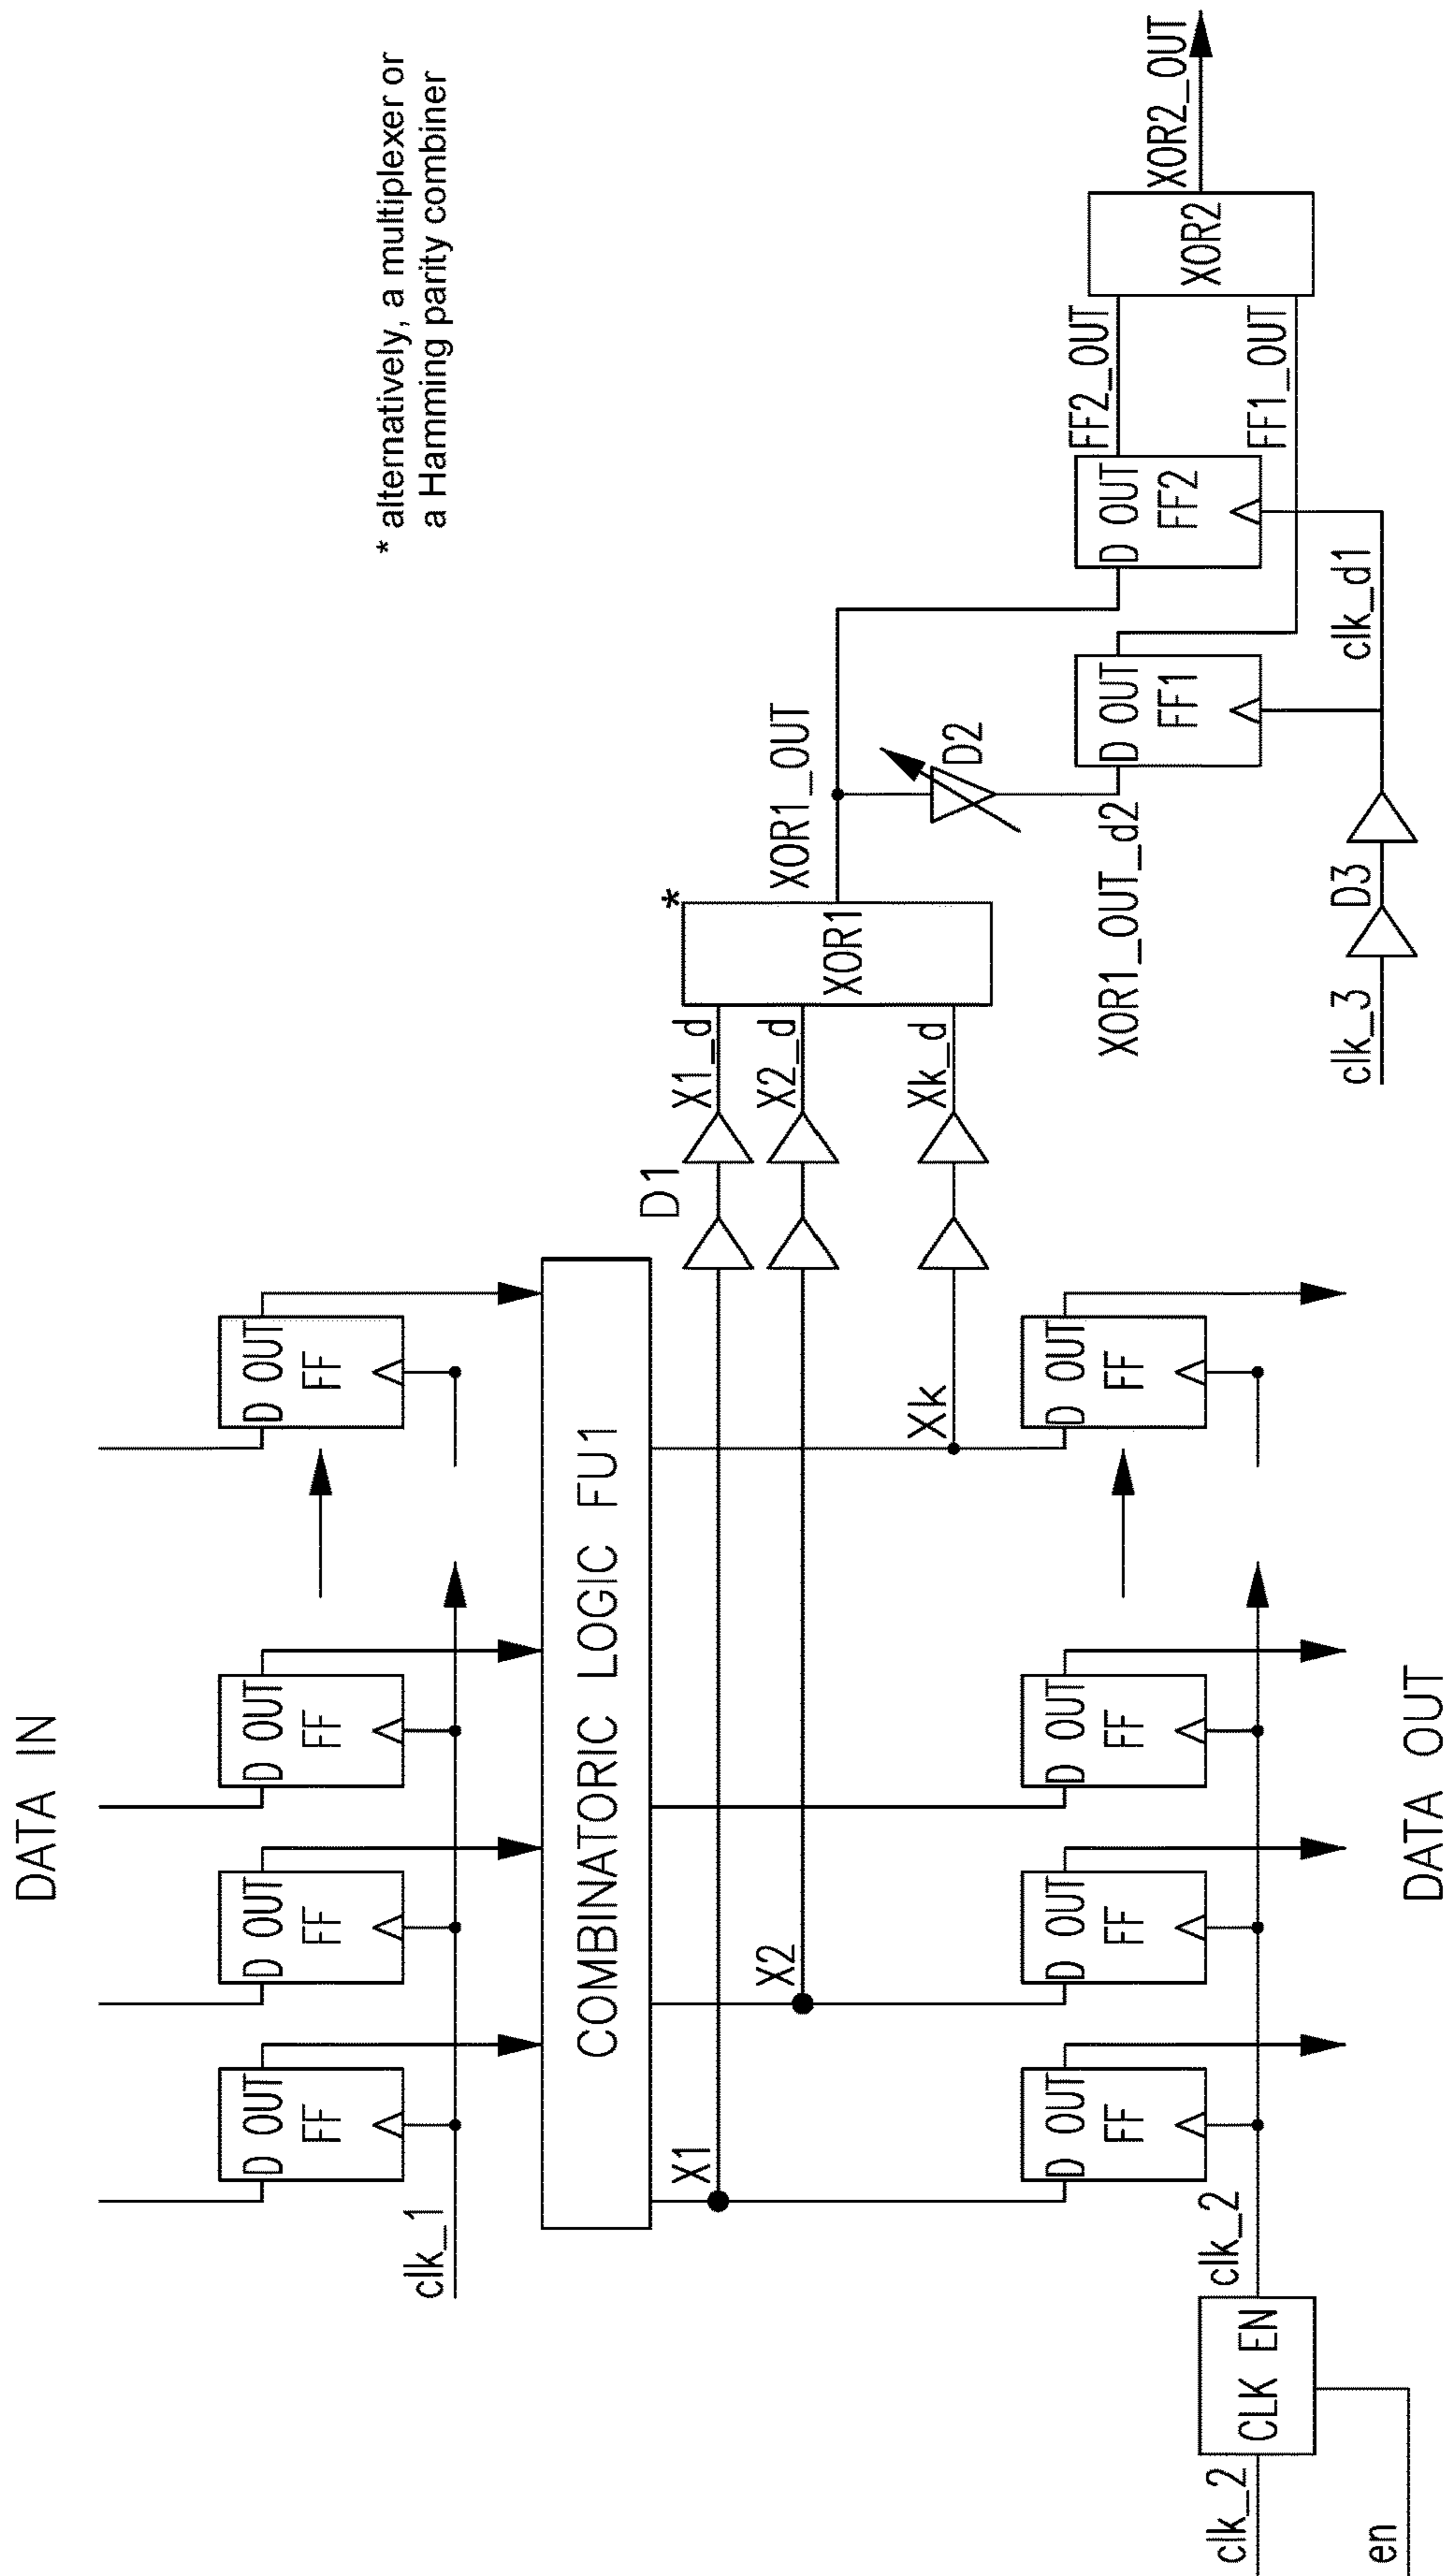 DATA IN
D OUT
FF
D OUT
FF
D OUT
FF
D OUT
FF
clk_1
COMBINATORIC LOGIC FU1
* alternatively, a multiplexer or
a Hamming parity combiner
X1
X2
Xk
D1
X1_d
X2_d
Xk_d
XOR1
*
XOR1_OUT
D2
XOR1_OUT_d2
D OUT
FF1
D OUT
FF2
FF2_OUT
FF1_OUT
XOR2
XOR2_OUT
clk_3
D3
clk_d1
D OUT
FF
D OUT
FF
D OUT
FF
D OUT
FF
clk_2
CLK EN
clk_2
en
DATA OUT